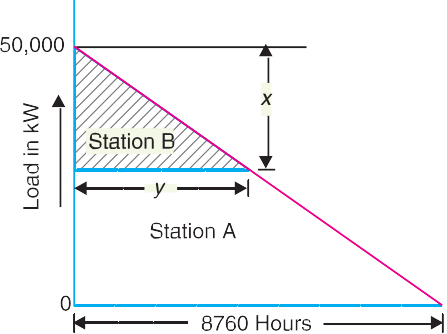 50,000
x
Load in kW
Station B
y
Station A
0
8760 Hours